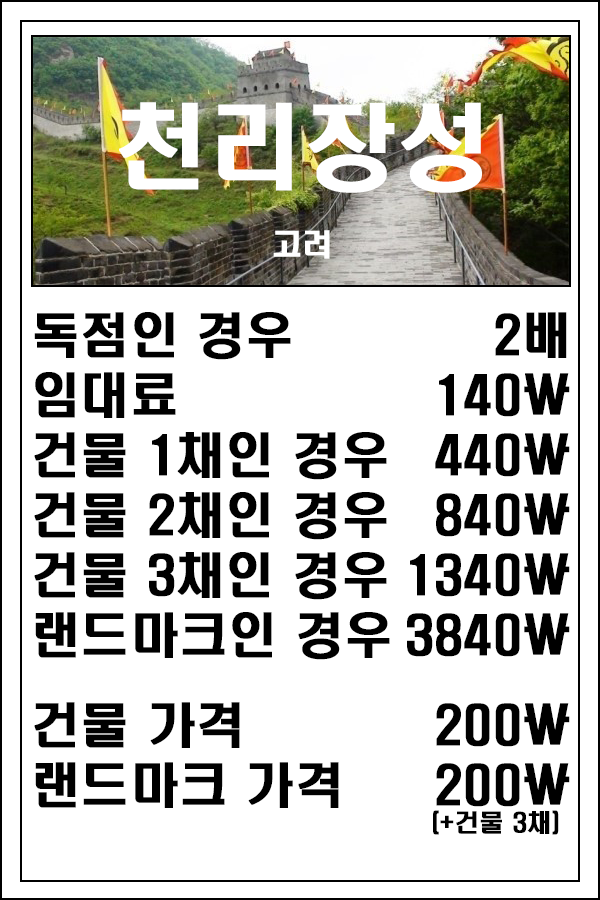 천리장성
고려
독점인 경우 2배
임대료 140₩
건물 1채인 경우 440₩
건물 2채인 경우 840₩
건물 3채인 경우 1340₩
랜드마크인 경우 3840₩
건물 가격 200₩
랜드마크 가격 200₩
(+건물 3채)